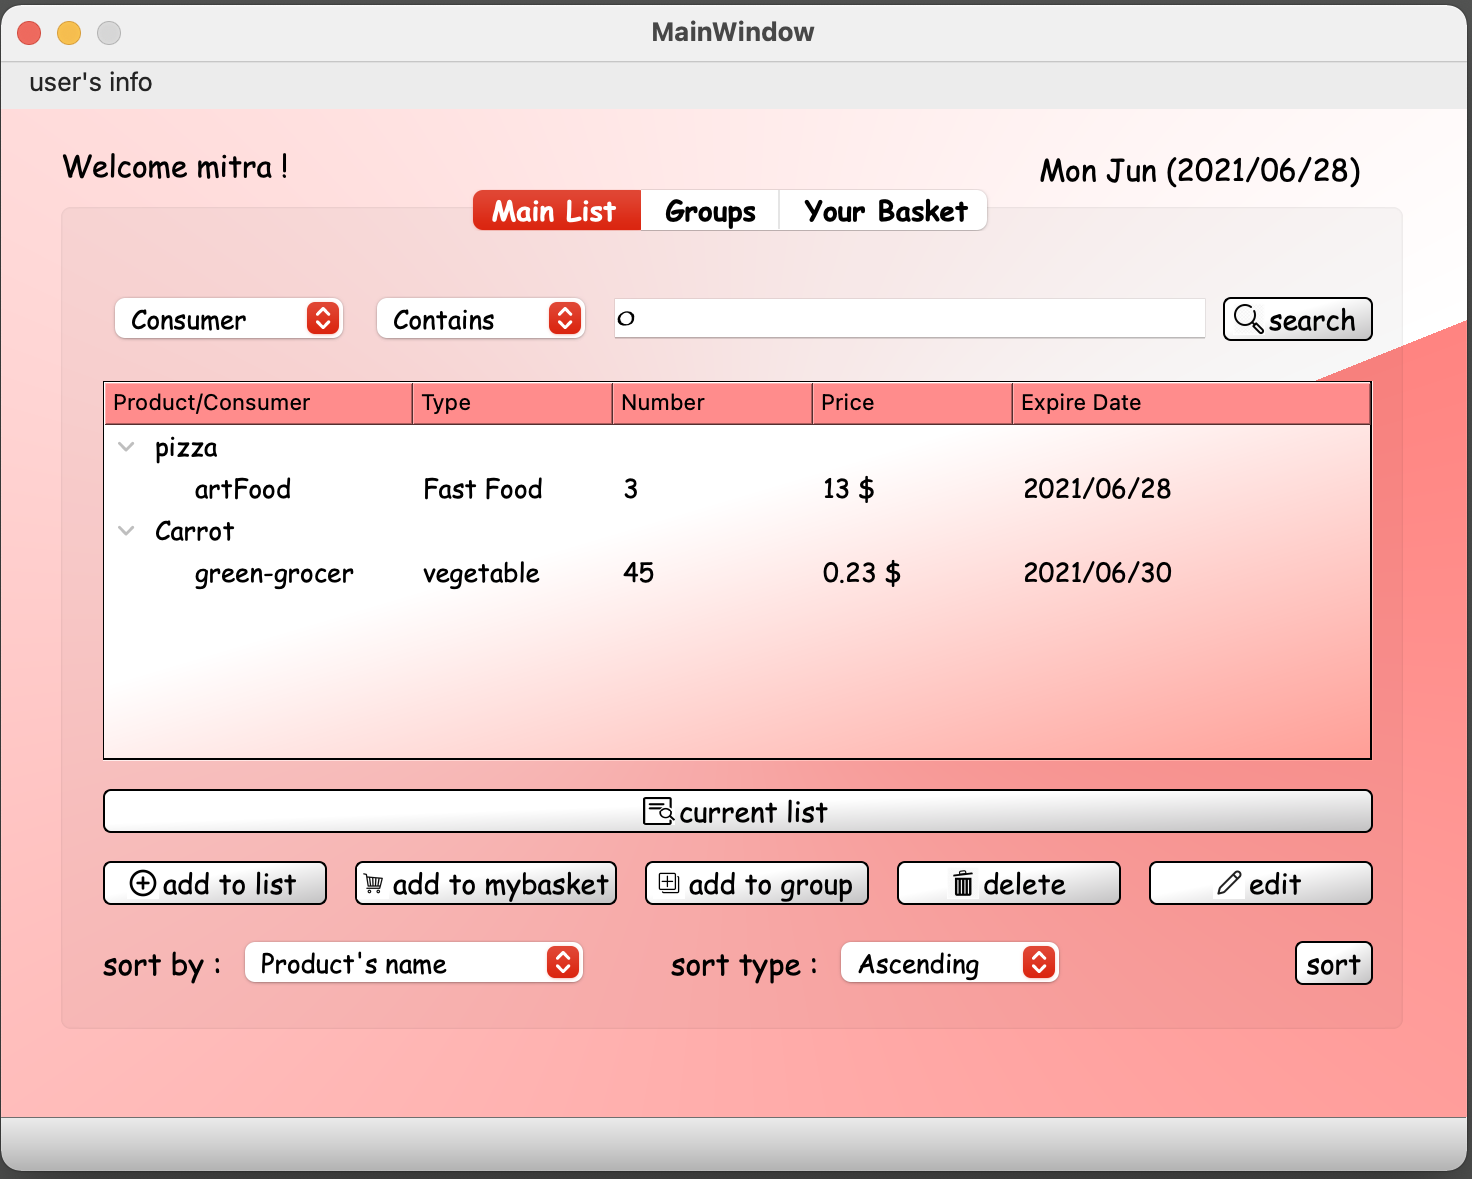 MainWindow
user's info
Welcome mitra !
Mon Jun (2021/06/28)
Main List Groups Your Basket
Consumer Contains o search
Product/Consumer Type Number Price Expire Date
pizza
artFood Fast Food 3 13 $ 2021/06/28
Carrot
green-grocer vegetable 45 0.23 $ 2021/06/30
current list
add to list add to mybasket add to group delete edit
sort by : Product's name sort type : Ascending sort